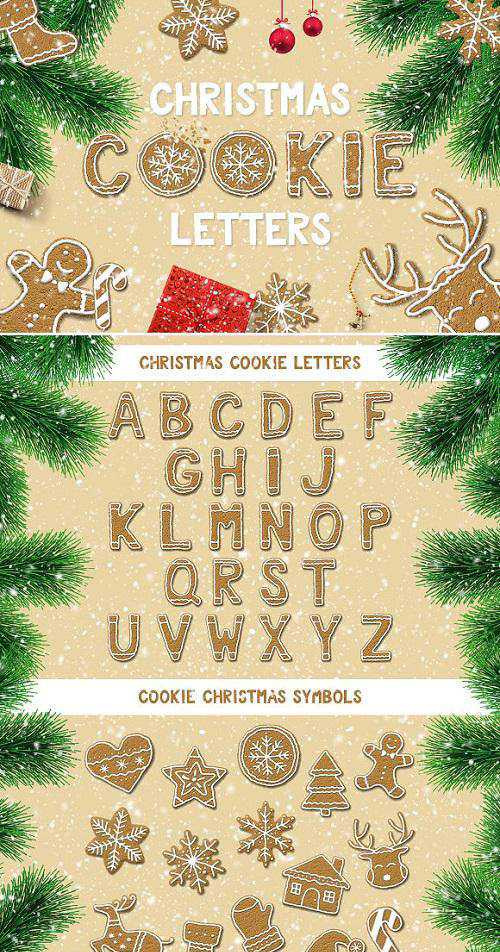 CHRISTMAS
COOKIE
LETTERS
CHRISTMAS COOKIE LETTERS
A B C D E F
G H I J
K L M N O P
Q R S T
U V W X Y Z
COOKIE CHRISTMAS SYMBOLS